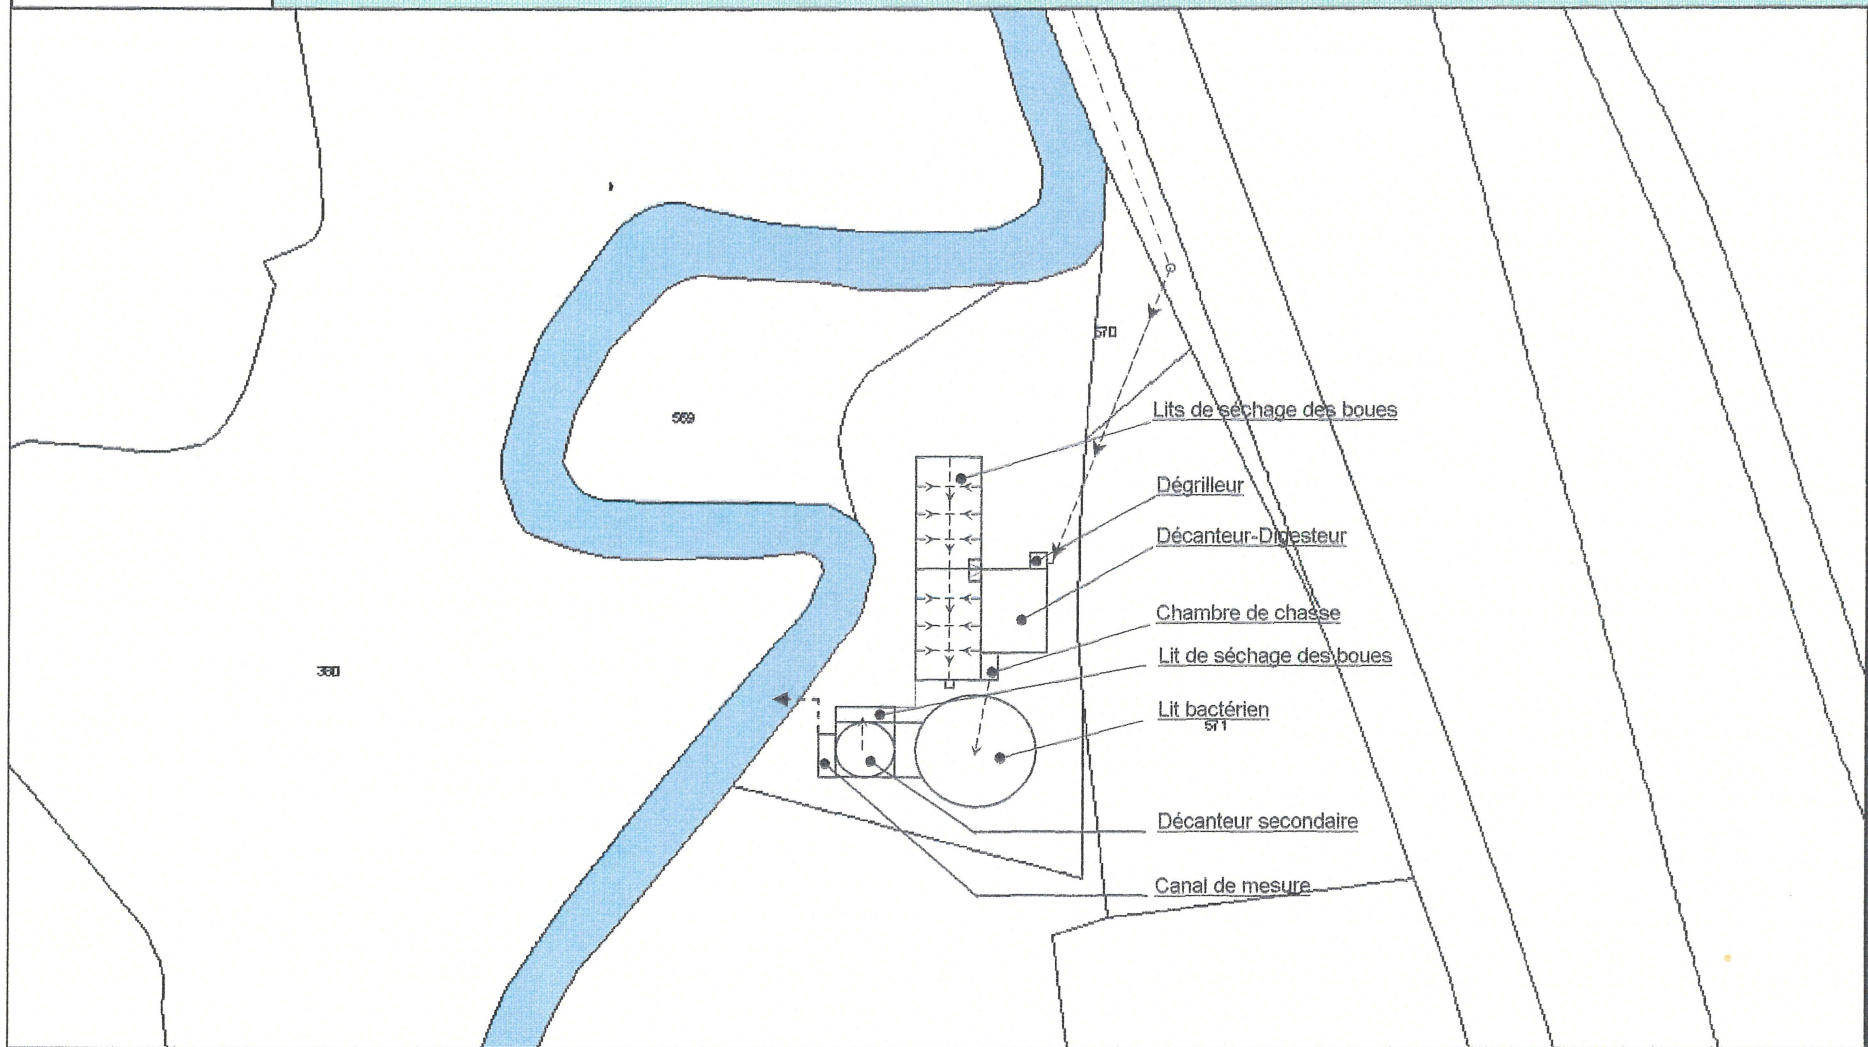 570
Lits de séchage des boues
569
Dégrilleur
Décanteur-Digesteur
Chambre de chasse
Lit de séchage des boues
360
Lit bactérien
571
Décanteur secondaire
Canal de mesure